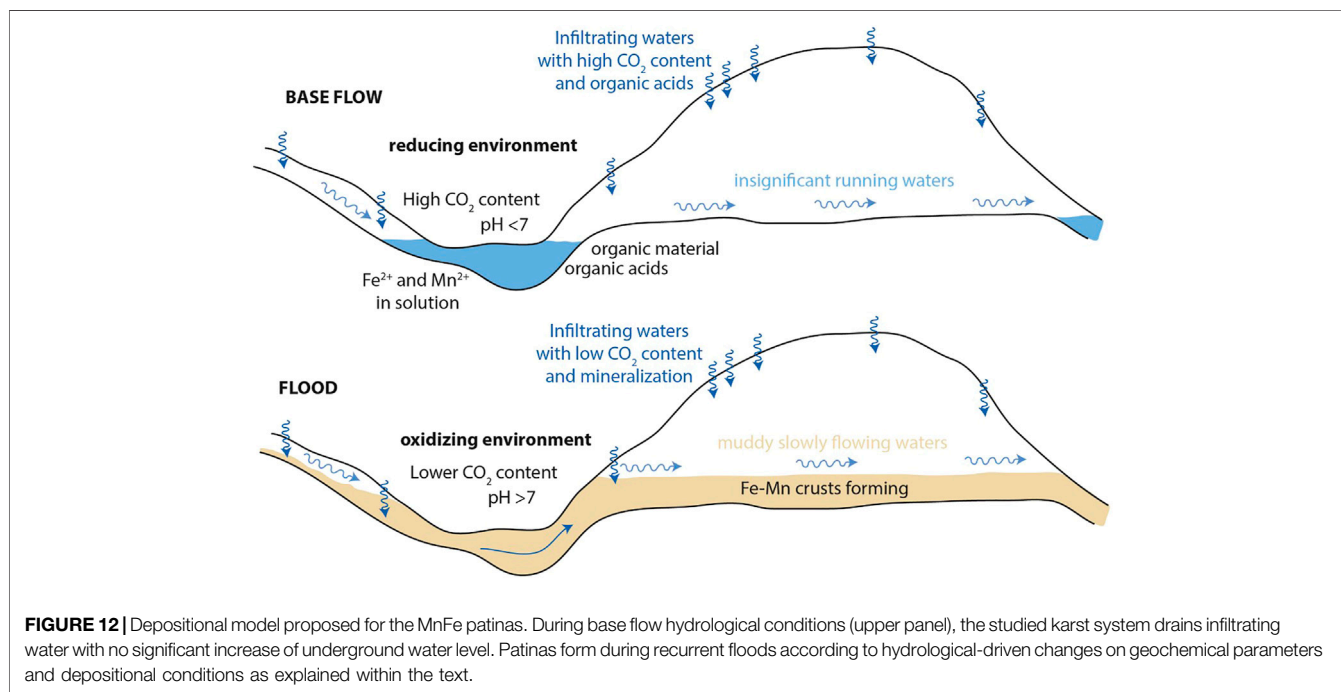 Infiltrating waters
with high CO₂ content
and organic acids
BASE FLOW
reducing environment
High CO₂ content
pH <7
insignificant running waters
organic material
organic acids
Fe²⁺ and Mn²⁺
in solution
Infiltrating waters
with low CO₂ content
and mineralization
FLOOD
oxidizing environment
Lower CO₂ content
pH >7
muddy slowly flowing waters
Fe-Mn crusts forming
FIGURE 12 | Depositional model proposed for the MnFe patinas. During base flow hydrological conditions (upper panel), the studied karst system drains infiltrating
water with no significant increase of underground water level. Patinas form during recurrent floods according to hydrological-driven changes on geochemical parameters
and depositional conditions as explained within the text.